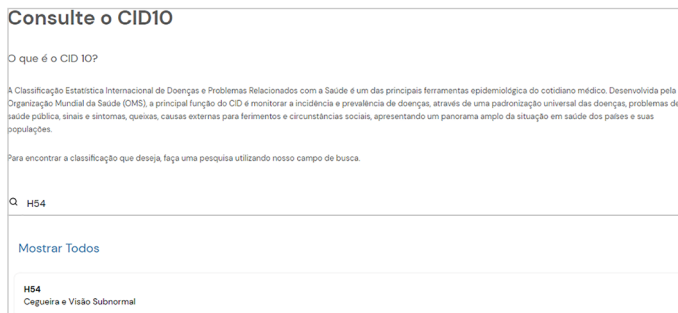 Consulte o CID10
O que é o CID 10?
A Classificação Estatística Internacional de Doenças e Problemas Relacionados com a Saúde é um das principais ferramentas epidemiológica do cotidiano médico. Desenvolvida pela
Organização Mundial da Saúde (OMS), a principal função do CID é monitorar a incidência e prevalência de doenças, através de uma padronização universal das doenças, problemas de
saúde pública, sinais e sintomas, queixas, causas externas para ferimentos e circunstâncias sociais, apresentando um panorama amplo da situação em saúde dos países e suas
populações.
Para encontrar a classificação que deseja, faça uma pesquisa utilizando nosso campo de busca.
H54
Mostrar Todos
H54
Cegueira e Visão Subnormal